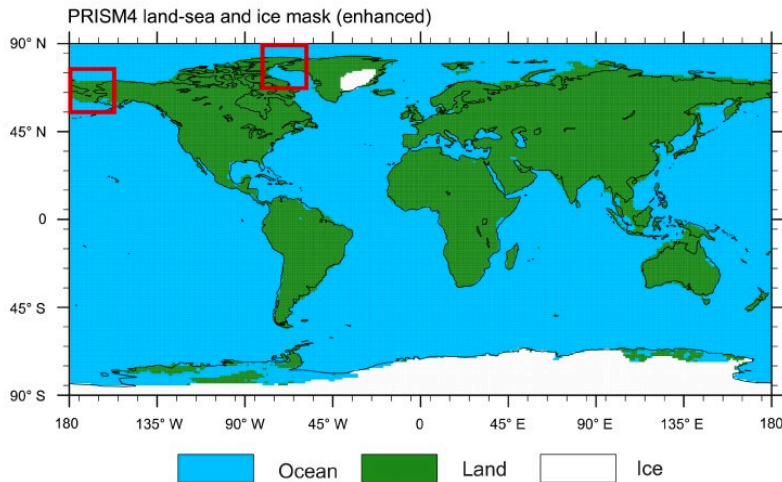 PRISM4 land-sea and ice mask (enhanced)
90° N
45° N
0
45° S
90° S
180 135° W 90° W 45° W 0 45° E 90° E 135° E 180
Ocean Land Ice